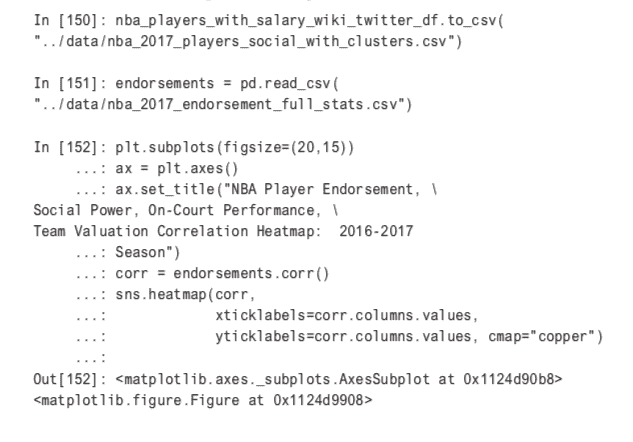 In [150]: nba_players_with_salary_wiki_twitter_df.to_csv(
"../data/nba_2017_players_social_with_clusters.csv")
In [151]: endorsements = pd.read_csv(
"../data/nba_2017_endorsement_full_stats.csv")
In [152]: plt.subplots(figsize=(20,15))
...: ax = plt.axes()
...: ax.set_title("NBA Player Endorsement, \
Social Power, On-Court Performance, \
Team Valuation Correlation Heatmap:  2016-2017
...: Season")
...: corr = endorsements.corr()
...: sns.heatmap(corr,
...:             xticklabels=corr.columns.values,
...:             yticklabels=corr.columns.values, cmap="copper")
...:
Out[152]: <matplotlib.axes._subplots.AxesSubplot at 0x1124d90b8>
<matplotlib.figure.Figure at 0x1124d9908>